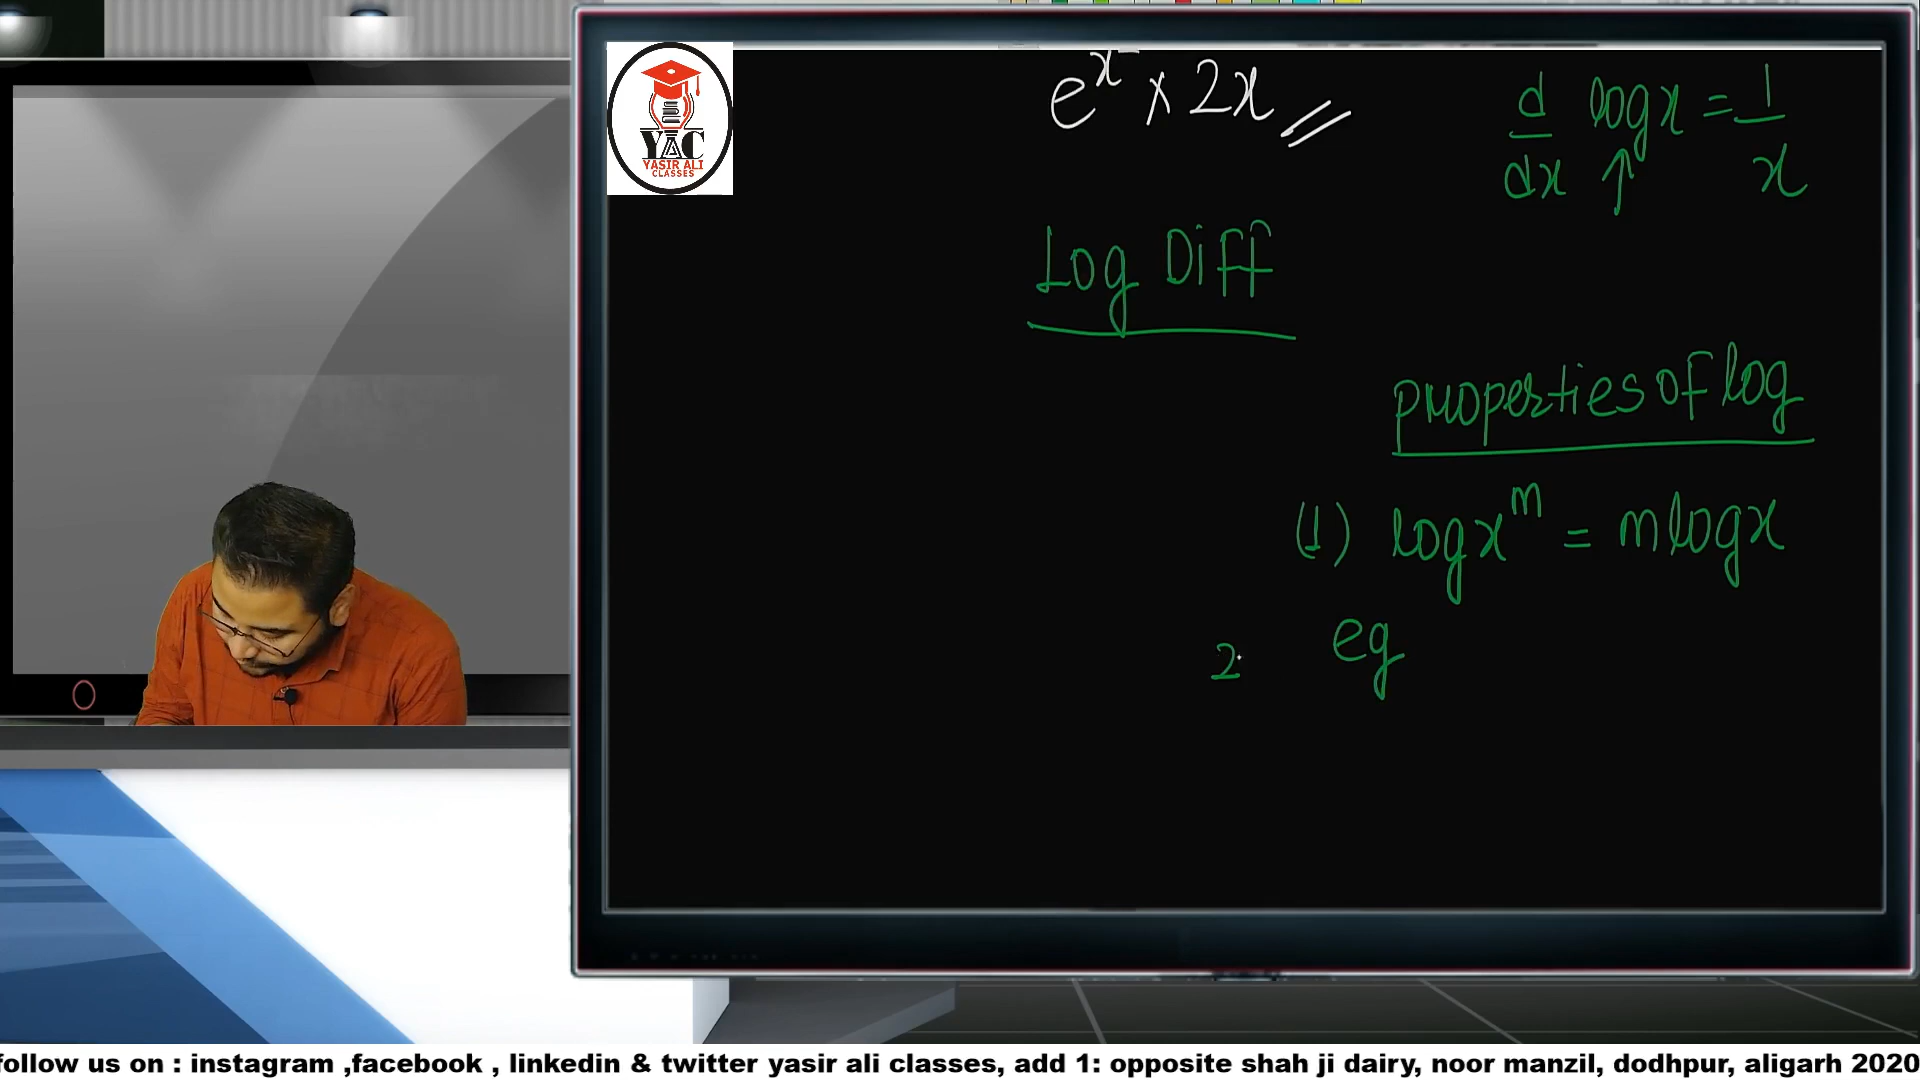 YAC
YASIR ALI
CLASSES
e^x × 2x
d/dx log x = 1/x
Log Diff
properties of log
(1) log x^m = m log x
eg
2
follow us on : instagram ,facebook , linkedin & twitter yasir ali classes, add 1: opposite shah ji dairy, noor manzil, dodhpur, aligarh 2020